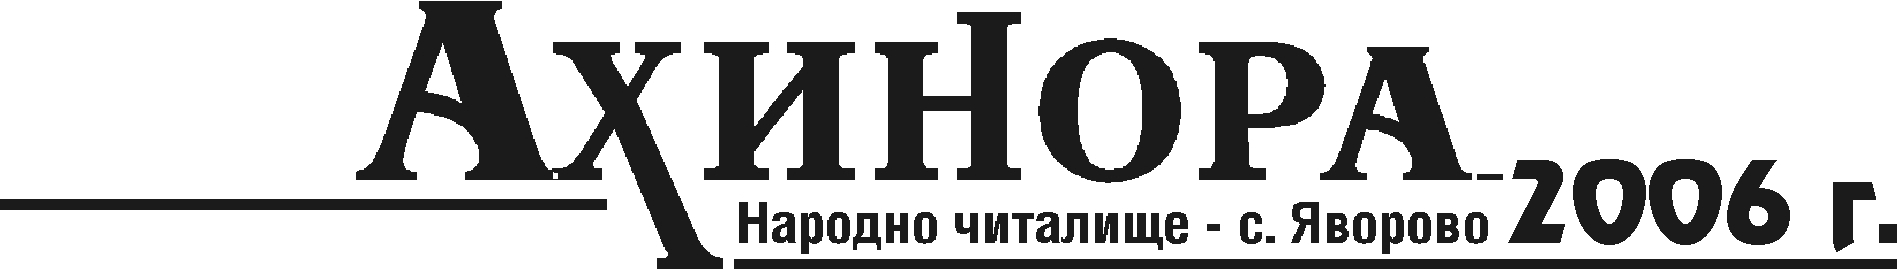 АХИНОРА - 2006 г.
Народно читалище - с. Яворово